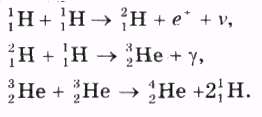 ¹₁H + ¹₁H → ²₁H + e⁺ + ν,
²₁H + ¹₁H → ³₂He + γ,
³₂He + ³₂He → ⁴₂He + 2¹₁H.